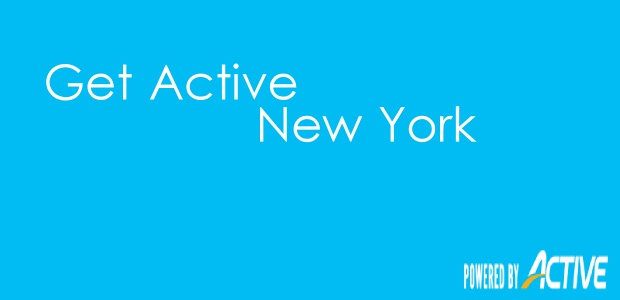 Get Active
New York
POWERED BY ACTIVE